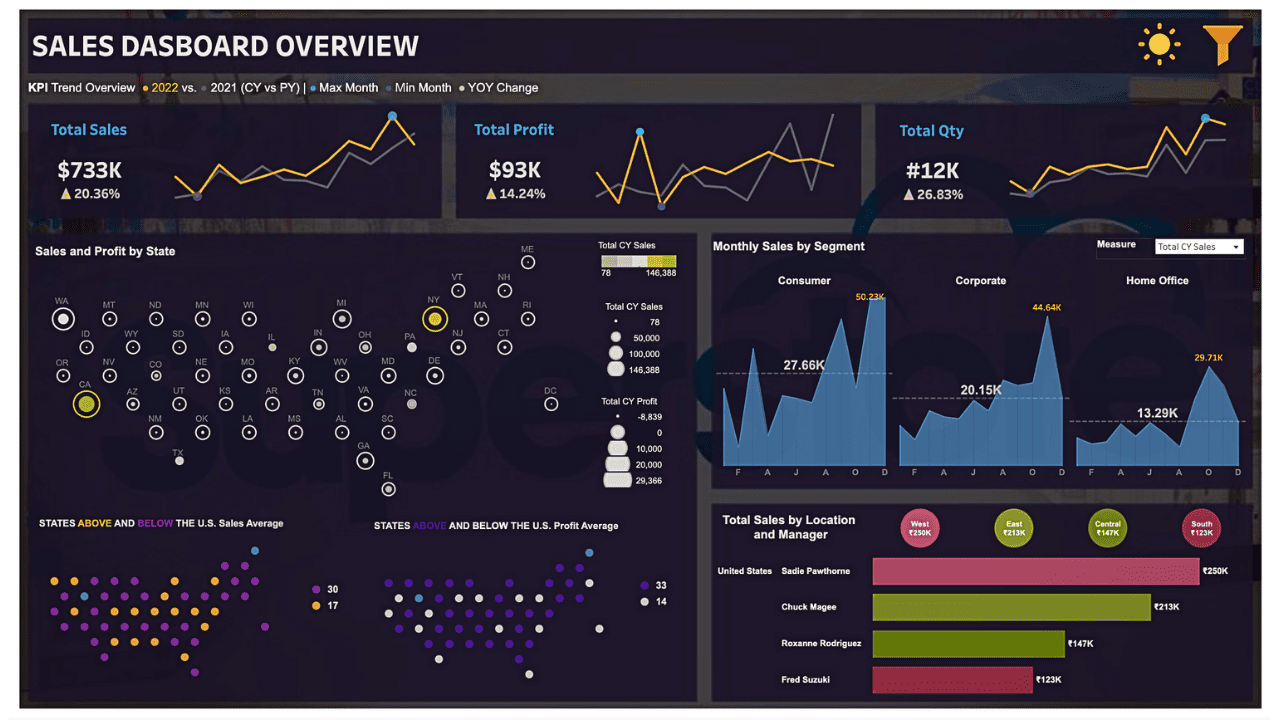 SALES DASBOARD OVERVIEW
KPI Trend Overview 2022 vs. 2021 (CY vs PY) | Max Month Min Month YOY Change
Total Sales
$733K
▲ 20.36%
Total Profit
$93K
▲ 14.24%
Total Qty
#12K
▲ 26.83%
Sales and Profit by State
ME
VT NH
WA MT ND MN WI MI NY MA RI
ID WY SD IA IL IN OH PA NJ CT
OR NV CO NE MO KY WV MD DE
CA AZ UT KS AR TN VA NC DC
NM OK LA MS AL SC
TX GA
FL
Total CY Sales
78 146,388
Total CY Sales
78
50,000
100,000
146,388
Total CY Profit
-8,839
0
10,000
20,000
29,366
STATES ABOVE AND BELOW THE U.S. Sales Average
30
17
STATES ABOVE AND BELOW THE U.S. Profit Average
33
14
Monthly Sales by Segment
Measure
Total CY Sales
Consumer Corporate Home Office
50.23K
44.64K
29.71K
27.66K
20.15K
13.29K
F A J A O D F A J A O D F A J A O D
Total Sales by Location
and Manager
West
₹250K
East
₹213K
Central
₹147K
South
₹123K
United States Sadie Pawthorne ₹250K
Chuck Magee ₹213K
Roxanne Rodriguez ₹147K
Fred Suzuki ₹123K